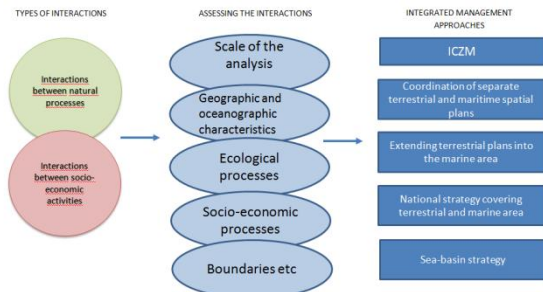 TYPES OF INTERACTIONS
Interactions
between natural
processes
Interactions
between socio-
economic
activities
ASSESSING THE INTERACTIONS
Scale of the
analysis
Geographic and
oceanographic
characteristics
Ecological
processes
Socio-economic
processes
Boundaries etc
INTEGRATED MANAGEMENT
APPROACHES
ICZM
Coordination of separate
terrestrial and maritime spatial
plans
Extending terrestrial plans into
the marine area
National strategy covering
terrestrial and marine area
Sea-basin strategy